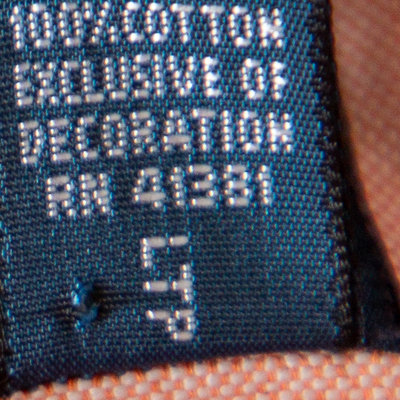 100%COTTON
EXCLUSIVE OF
DECORATION
RN 41381
LTP